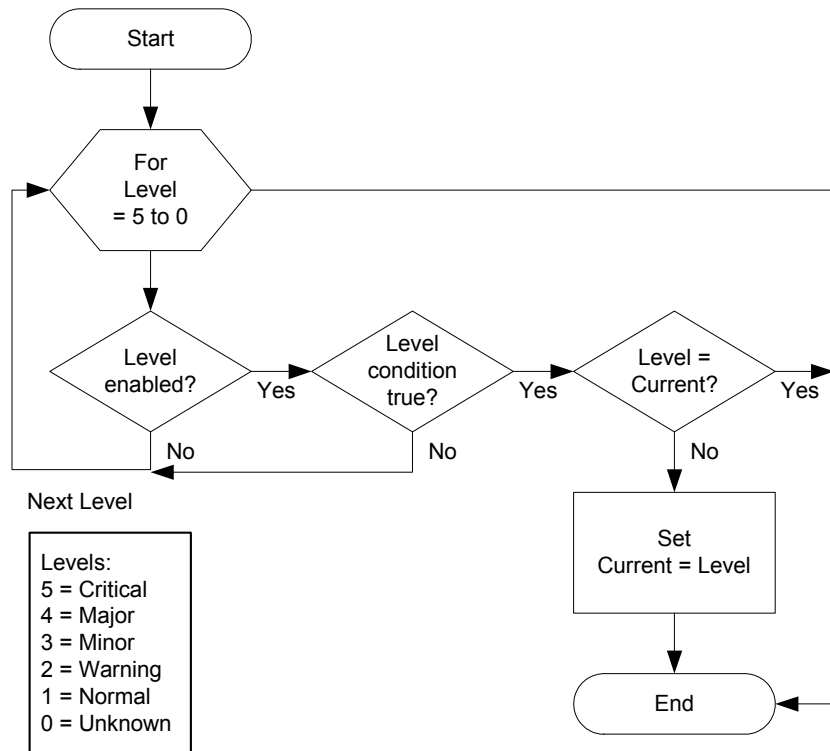 Start
For
Level
= 5 to 0
Level
enabled?
Yes
No
Level
condition
true?
Yes
No
Level =
Current?
Yes
No
Next Level
Set
Current = Level
End
Levels:
5 = Critical
4 = Major
3 = Minor
2 = Warning
1 = Normal
0 = Unknown